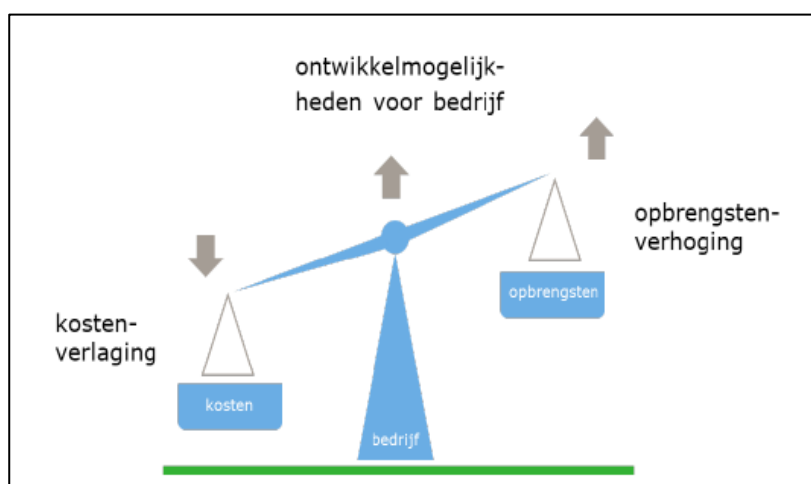 ontwikkelmogelijk-
heden voor bedrijf
opbrengsten-
verhoging
opbrengsten
kosten-
verlaging
kosten
bedrijf